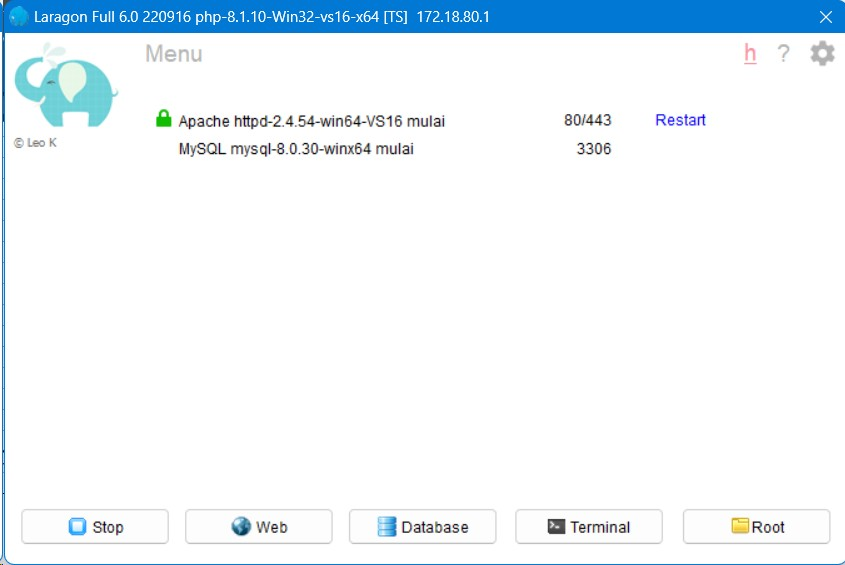 Laragon Full 6.0 220916 php-8.1.10-Win32-vs16-x64 [TS] 172.18.80.1
Menu h ?
© Leo K
Apache httpd-2.4.54-win64-VS16 mulai 80/443 Restart
MySQL mysql-8.0.30-winx64 mulai 3306
Stop Web Database Terminal Root